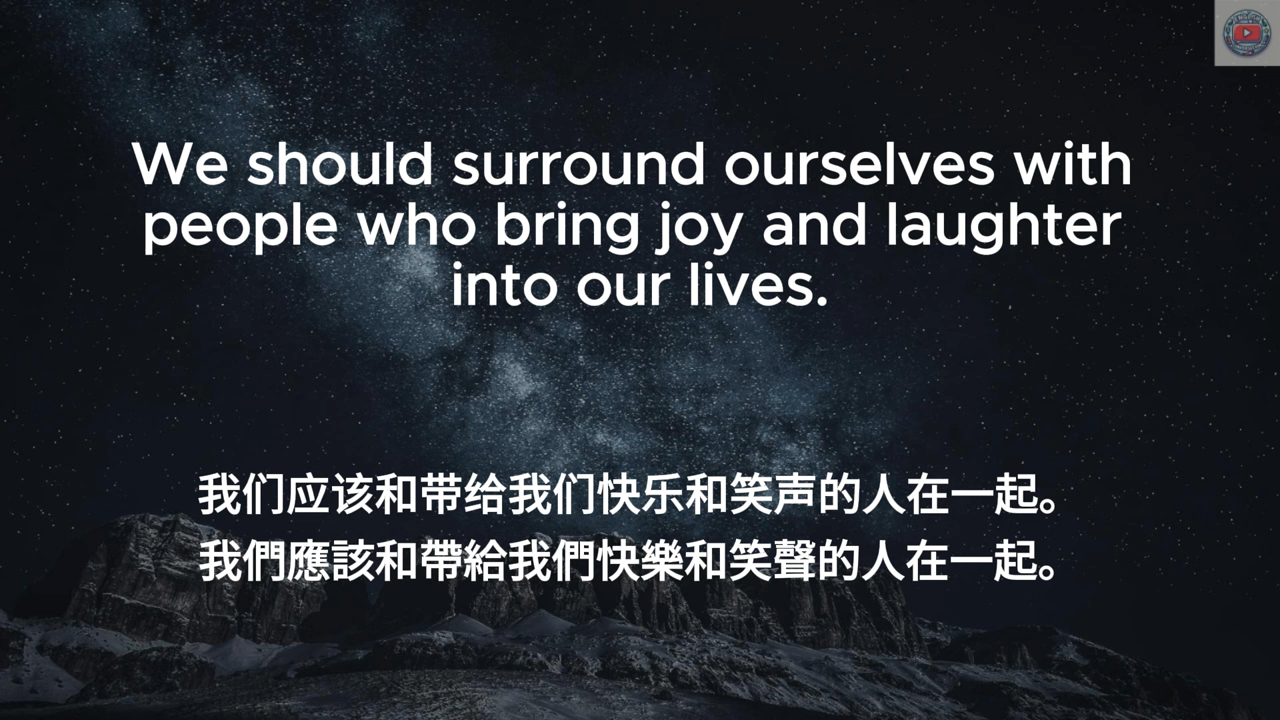 We should surround ourselves with
people who bring joy and laughter
into our lives.
我们应该和带给我们快乐和笑声的人在一起。
我們應該和帶給我們快樂和笑聲的人在一起。